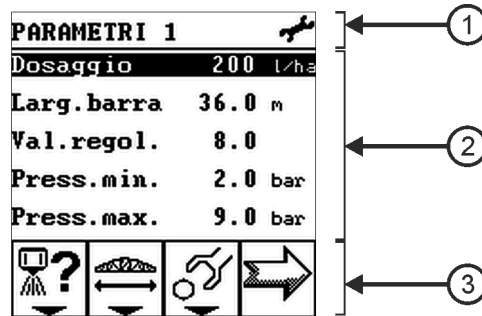 PARAMETRI 1
Dosaggio 200 l/ha
Larg.barra 36.0 m
Val.regol. 8.0
Press.min. 2.0 bar
Press.max. 9.0 bar
?
1
2
3